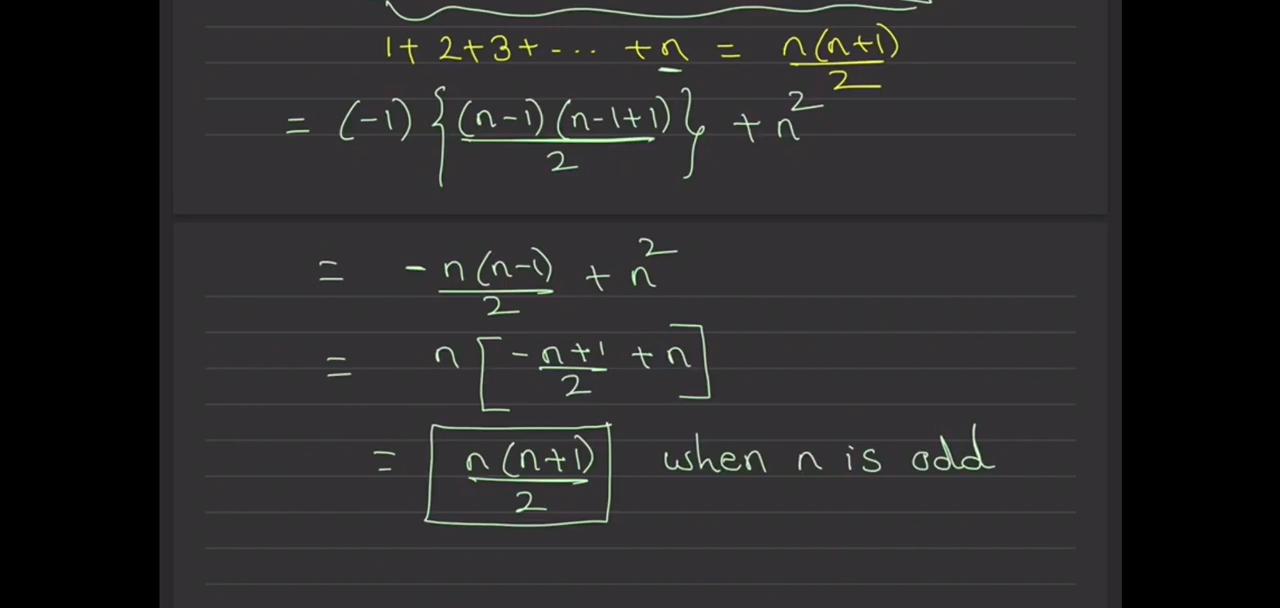 1 + 2 + 3 + - ... + n = n(n+1)/2
= (-1) { (n-1)(n-1+1)/2 } + n²
= - n(n-1)/2 + n²
= n [ -n+1/2 + n ]
= n(n+1)/2 when n is odd